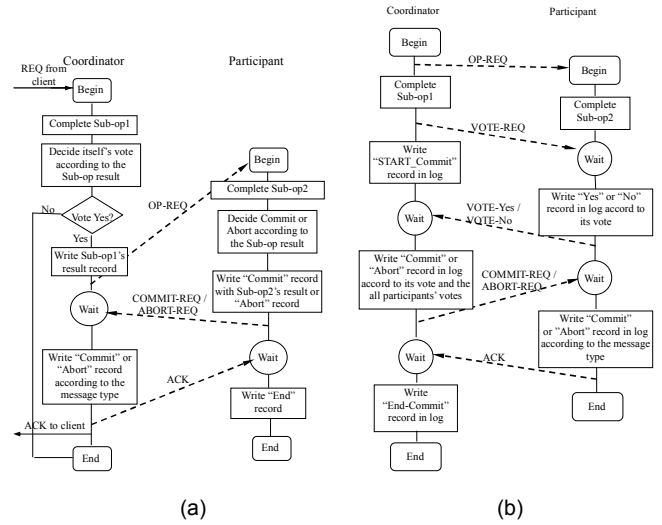 Coordinator
Participant
REQ from
client
Begin
Complete Sub-op1
Decide itself's vote
according to the
Sub-op result
No
Vote Yes?
Yes
Write Sub-op1's
result record
Wait
Write "Commit" or
"Abort" record
according to the
message type
ACK to client
End
OP-REQ
Begin
Complete Sub-op2
Decide Commit or
Abort according to
the Sub-op result
Write "Commit" record
with Sub-op2's result or
"Abort" record
COMMIT-REQ /
ABORT-REQ
Wait
ACK
Write "End"
record
End
(a)
Coordinator
Participant
Begin
OP-REQ
Begin
Complete
Sub-op1
Complete
Sub-op2
VOTE-REQ
Wait
Write
"START_Commit"
record in log
VOTE-Yes /
VOTE-No
Write "Yes" or "No"
record in log accord to
its vote
Wait
Write "Commit" or
"Abort" record in log
accord to its vote and the
all participants' votes
COMMIT-REQ /
ABORT-REQ
Wait
Write "Commit"
or "Abort" record in log
according to the message
type
Wait
ACK
Write
"End-Commit"
record in log
End
End
(b)